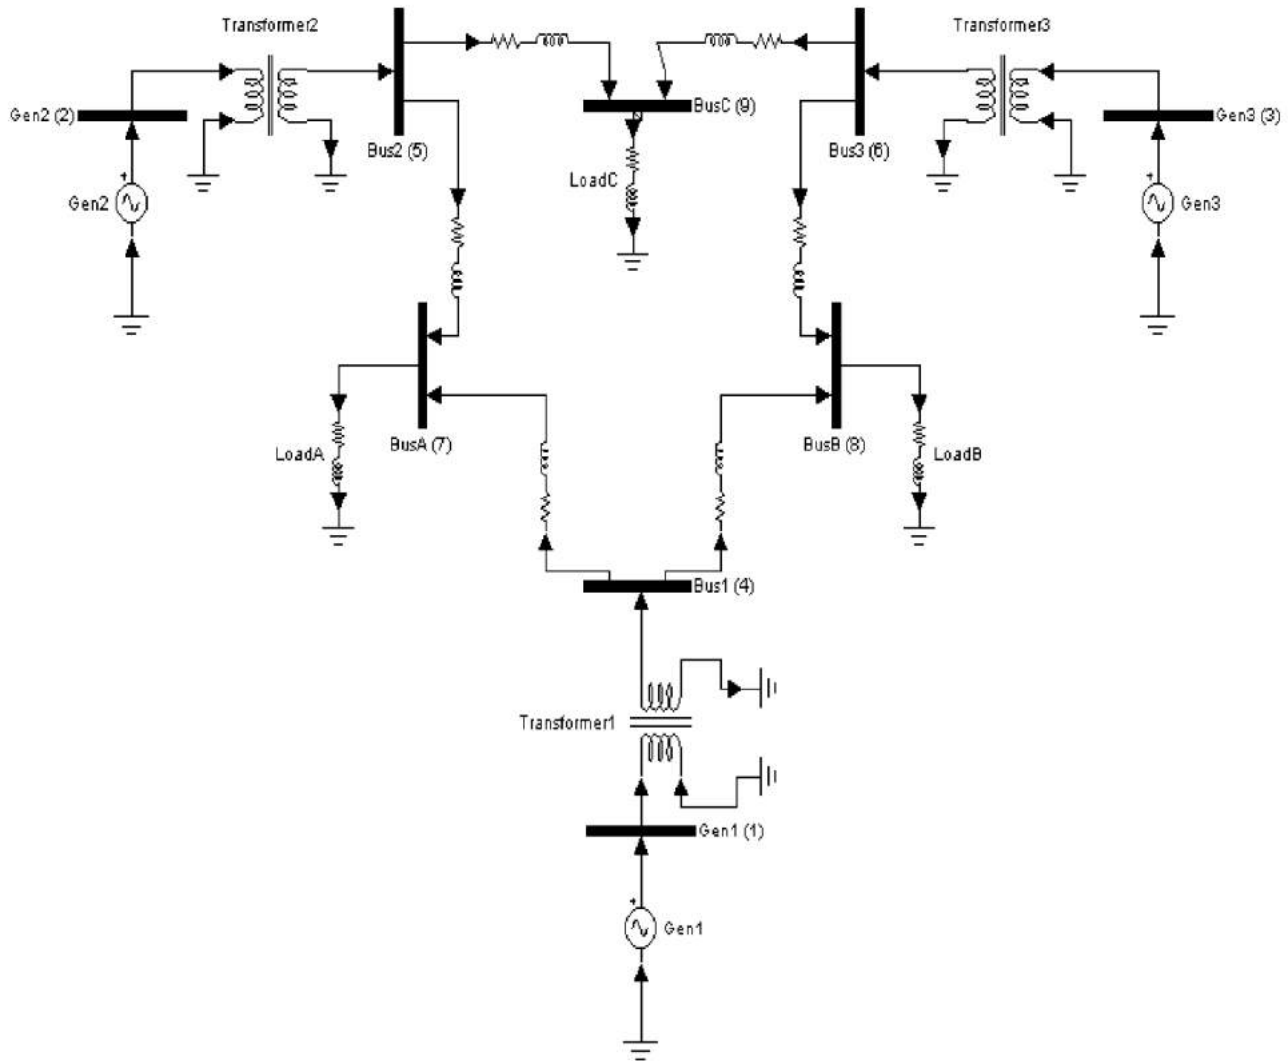 Transformer2
Transformer3
Gen2 (2)
BusC (9)
Gen3 (3)
Bus2 (5)
Bus3 (6)
LoadC
Gen2
+
+
Gen3
BusA (7)
BusB (8)
LoadA
LoadB
Bus1 (4)
Transformer1
Gen1 (1)
+
Gen1